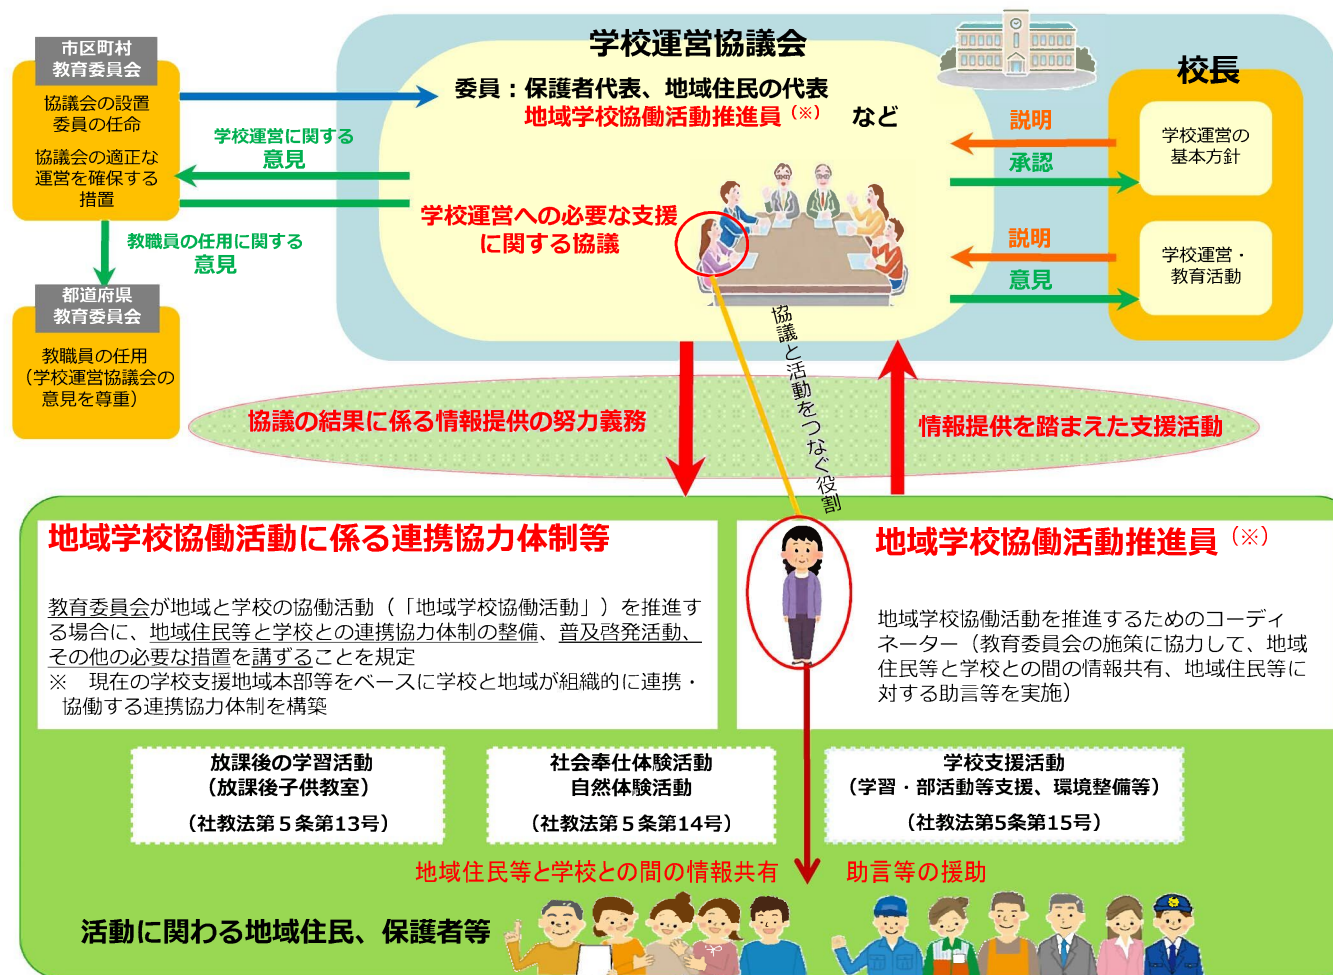 学校運営協議会
委員：保護者代表、地域住民の代表
地域学校協働活動推進員（※）　など
学校運営への必要な支援
に関する協議
市区町村
教育委員会
協議会の設置
委員の任命
協議会の適正な
運営を確保する
措置
学校運営に関する
意見
教職員の任用に関する
意見
都道府県
教育委員会
教職員の任用
（学校運営協議会の
意見を尊重）
校長
説明
承認
学校運営の
基本方針
説明
意見
学校運営・
教育活動
協議と活動をつなぐ役割
協議の結果に係る情報提供の努力義務
情報提供を踏まえた支援活動
地域学校協働活動に係る連携協力体制等
教育委員会が地域と学校の協働活動（「地域学校協働活動」）を推進す
る場合に、地域住民等と学校との連携協力体制の整備、普及啓発活動、
その他の必要な措置を講ずることを規定
※　現在の学校支援地域本部等をベースに学校と地域が組織的に連携・
協働する連携協力体制を構築
地域学校協働活動推進員（※）
地域学校協働活動を推進するためのコーディ
ネーター（教育委員会の施策に協力して、地域
住民等と学校との間の情報共有、地域住民等に
対する助言等を実施）
放課後の学習活動
（放課後子供教室）
（社教法第５条第13号）
社会奉仕体験活動
自然体験活動
（社教法第５条第14号）
学校支援活動
（学習・部活動等支援、環境整備等）
（社教法第5条第15号）
地域住民等と学校との間の情報共有
助言等の援助
活動に関わる地域住民、保護者等